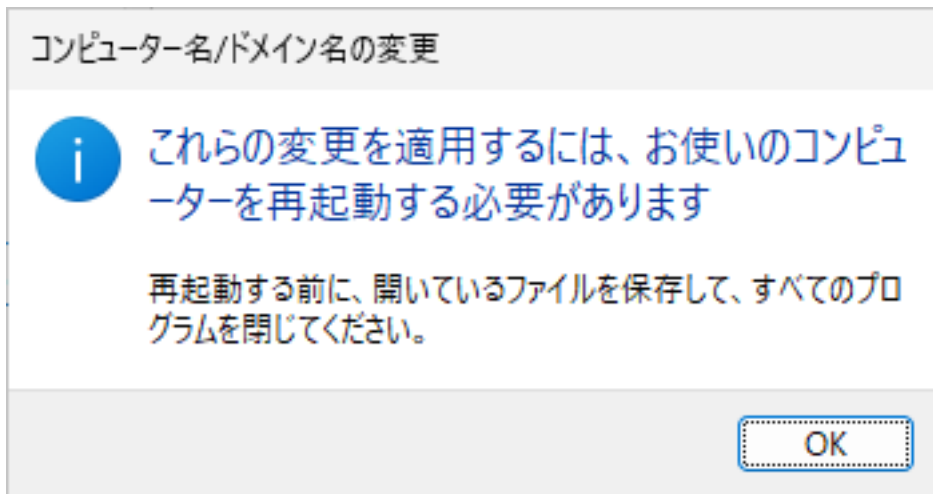 コンピューター名/ドメイン名の変更
これらの変更を適用するには、お使いのコンピュ
ーターを再起動する必要があります
再起動する前に、開いているファイルを保存して、すべてのプロ
グラムを閉じてください。
OK